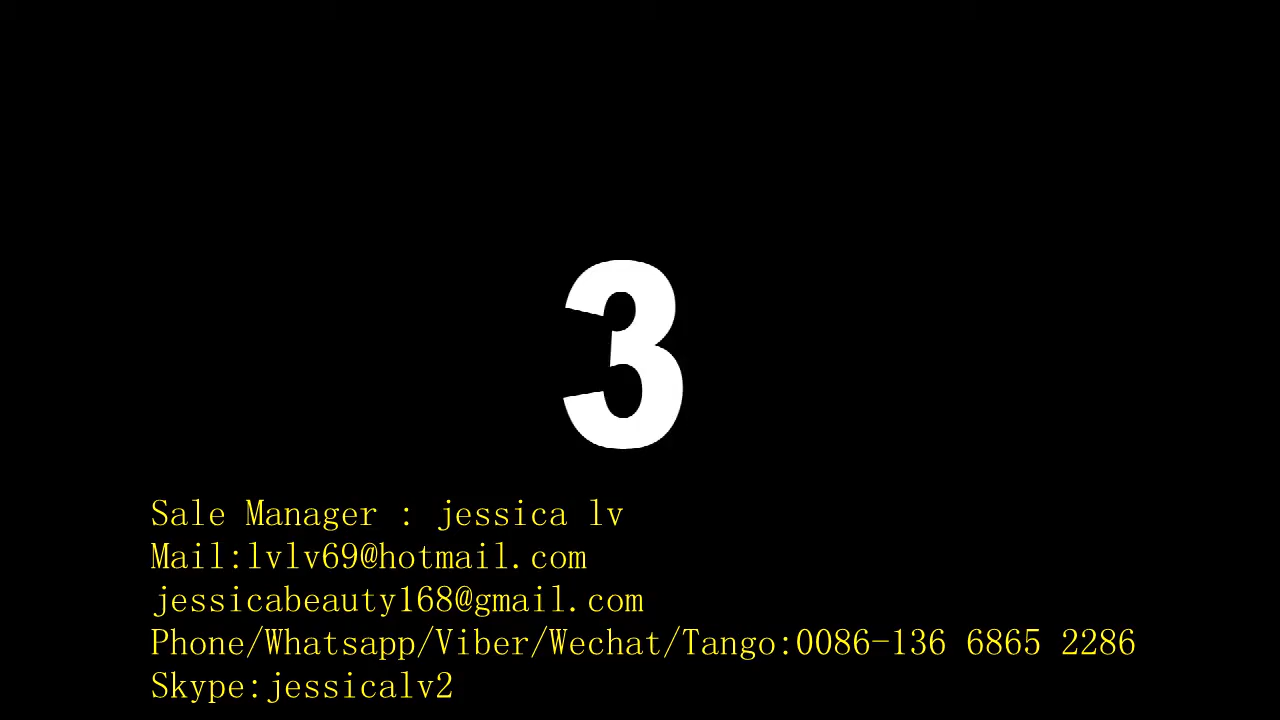 3
Sale Manager : jessica lv
Mail:lvlv69@hotmail.com
jessicabeauty168@gmail.com
Phone/Whatsapp/Viber/Wechat/Tango:0086-136 6865 2286
Skype:jessicalv2